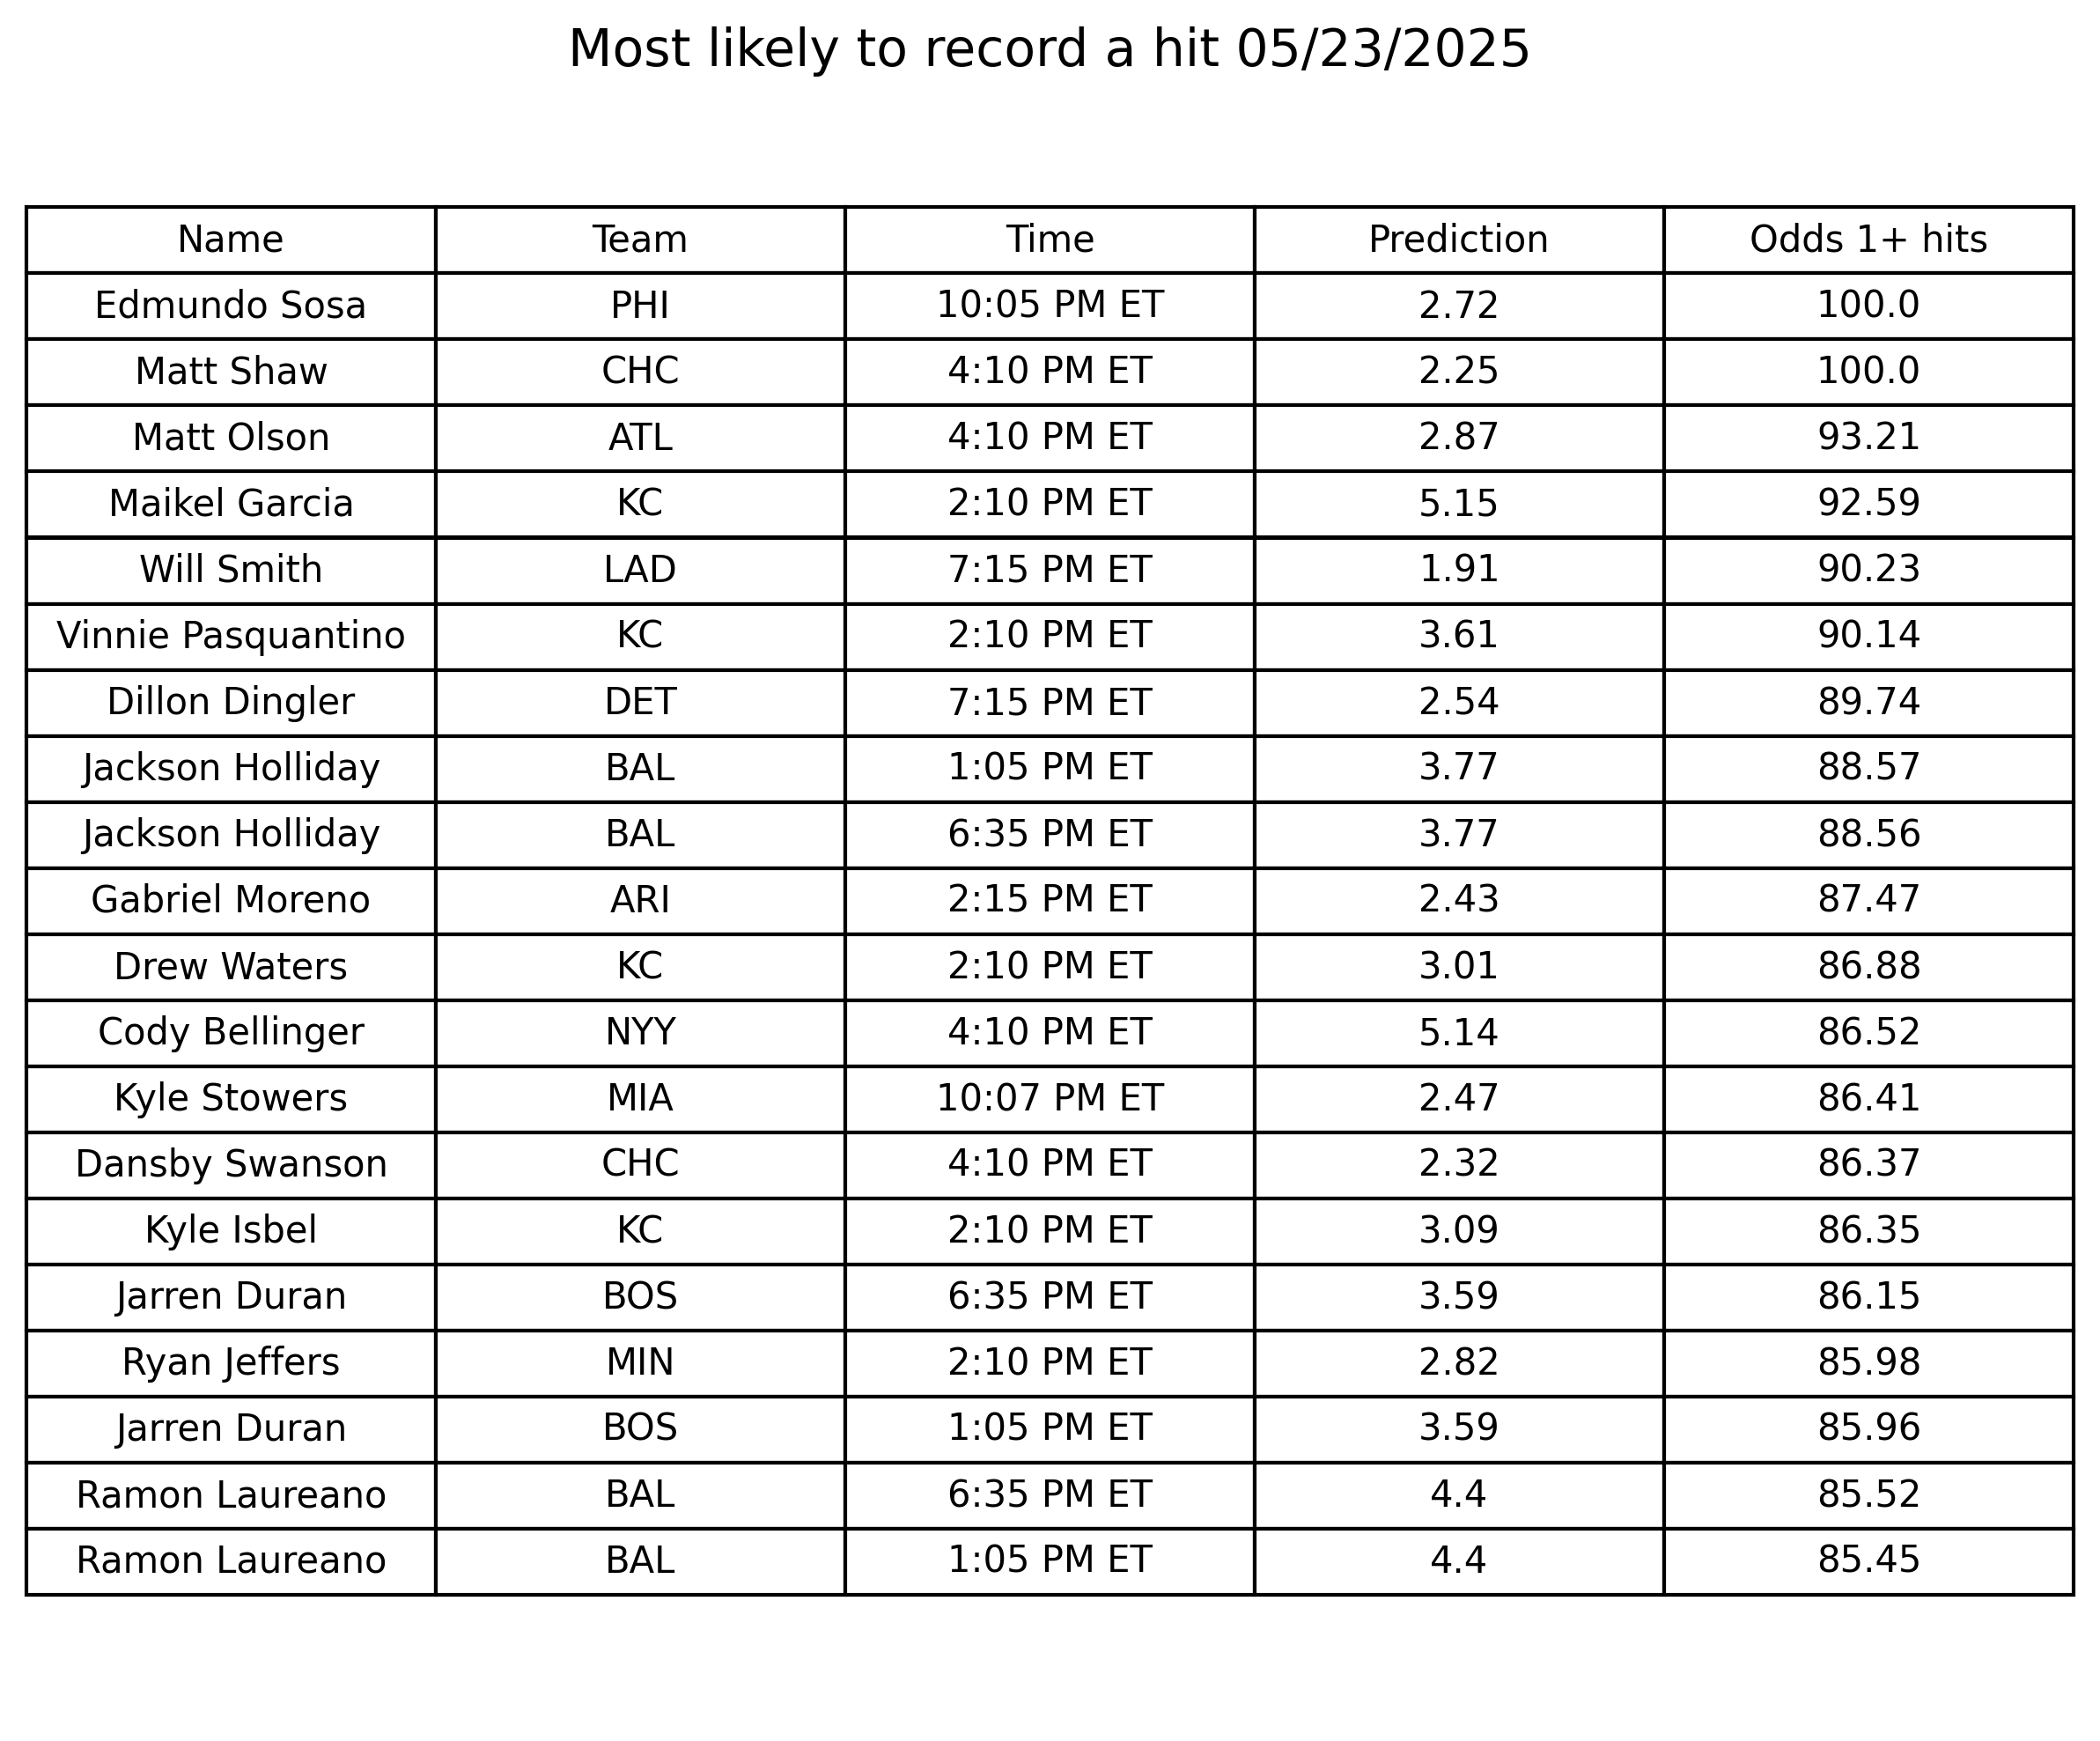 Most likely to record a hit 05/23/2025
Name Team Time Prediction Odds 1+ hits
Edmundo Sosa PHI 10:05 PM ET 2.72 100.0
Matt Shaw CHC 4:10 PM ET 2.25 100.0
Matt Olson ATL 4:10 PM ET 2.87 93.21
Maikel Garcia KC 2:10 PM ET 5.15 92.59
Will Smith LAD 7:15 PM ET 1.91 90.23
Vinnie Pasquantino KC 2:10 PM ET 3.61 90.14
Dillon Dingler DET 7:15 PM ET 2.54 89.74
Jackson Holliday BAL 1:05 PM ET 3.77 88.57
Jackson Holliday BAL 6:35 PM ET 3.77 88.56
Gabriel Moreno ARI 2:15 PM ET 2.43 87.47
Drew Waters KC 2:10 PM ET 3.01 86.88
Cody Bellinger NYY 4:10 PM ET 5.14 86.52
Kyle Stowers MIA 10:07 PM ET 2.47 86.41
Dansby Swanson CHC 4:10 PM ET 2.32 86.37
Kyle Isbel KC 2:10 PM ET 3.09 86.35
Jarren Duran BOS 6:35 PM ET 3.59 86.15
Ryan Jeffers MIN 2:10 PM ET 2.82 85.98
Jarren Duran BOS 1:05 PM ET 3.59 85.96
Ramon Laureano BAL 6:35 PM ET 4.4 85.52
Ramon Laureano BAL 1:05 PM ET 4.4 85.45